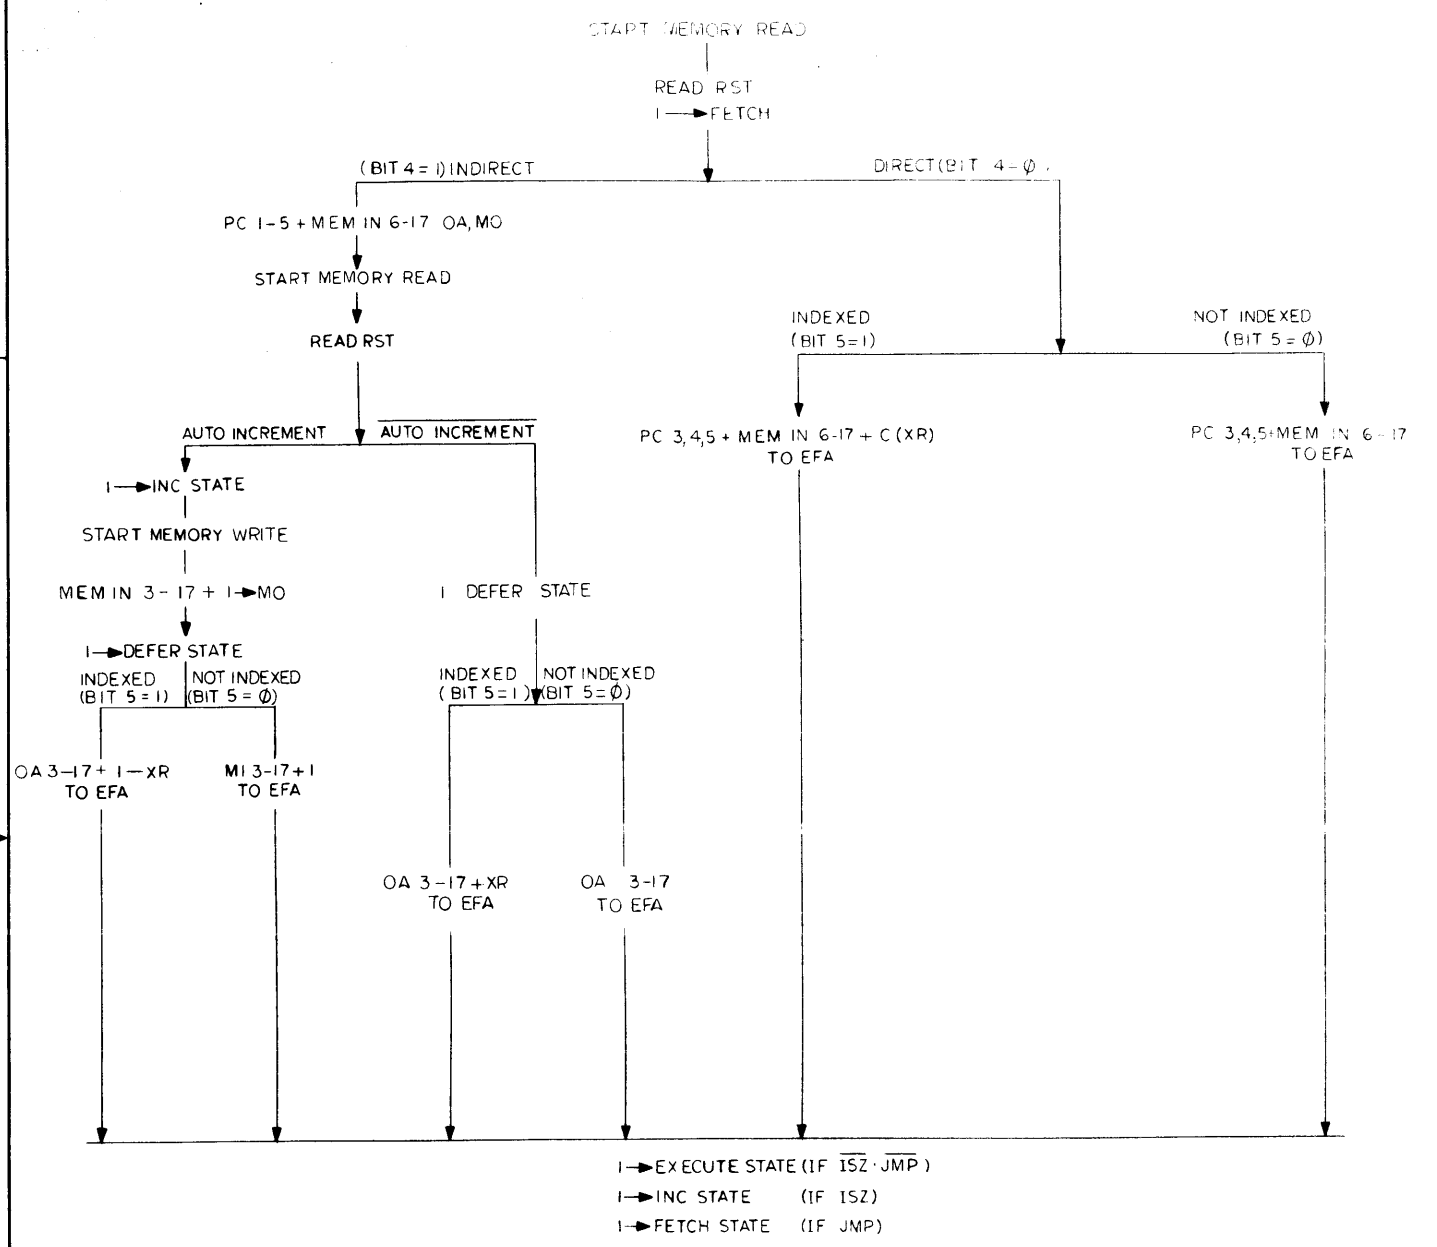 START MEMORY READ
READ RST
1→FETCH
(BIT 4 = 1) INDIRECT
DIRECT (BIT 4 = Ø
PC 1-5 + MEM IN 6-17 OA, MO
START MEMORY READ
READ RST
INDEXED
(BIT 5 = 1)
NOT INDEXED
(BIT 5 = Ø)
AUTO INCREMENT
A̅U̅T̅O̅ I̅N̅C̅R̅E̅M̅E̅N̅T̅
PC 3,4,5 + MEM IN 6-17 + C (XR)
TO EFA
PC 3,4,5+MEM IN 6-17
TO EFA
1→INC STATE
START MEMORY WRITE
MEM IN 3-17 + 1→MO
1 DEFER STATE
1→DEFER STATE
INDEXED
(BIT 5 = 1)
NOT INDEXED
(BIT 5 = Ø)
INDEXED
(BIT 5 = 1)
NOT INDEXED
(BIT 5 = Ø)
OA 3-17 + 1—XR
TO EFA
MI 3-17+1
TO EFA
OA 3-17 + XR
TO EFA
OA 3-17
TO EFA
1→EXECUTE STATE (IF I̅S̅Z̅ · J̅M̅P̅)
1→INC STATE (IF ISZ)
1→FETCH STATE (IF JMP)